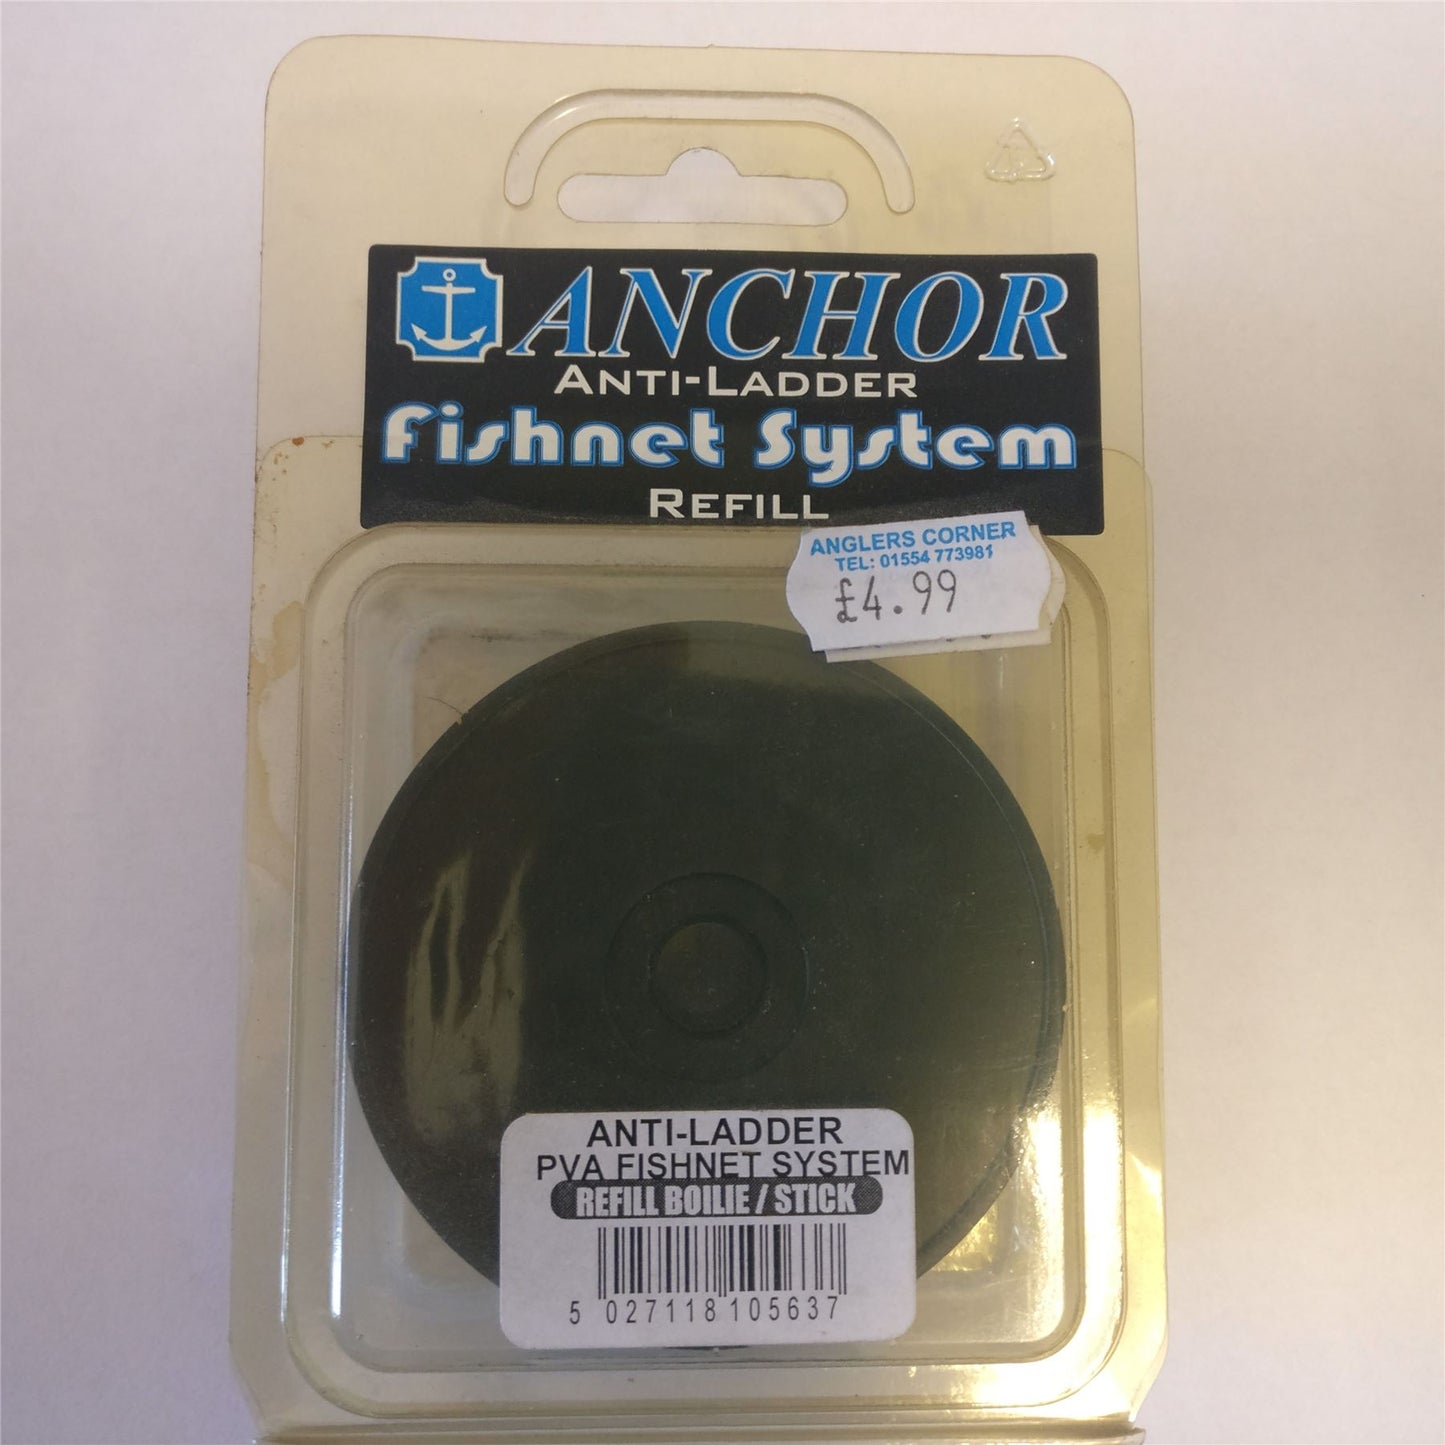 ANCHOR
ANTI-LADDER
Fishnet System
REFILL
ANGLERS CORNER
TEL: 01554 773981
£4.99
ANTI-LADDER
PVA FISHNET SYSTEM
REFILL BOILIE / STICK
5 027118 105637